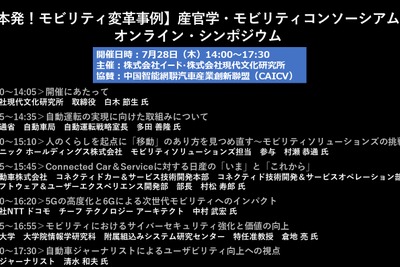 本発！モビリティ変革事例】産官学・モビリティコンソーシアム
オンライン・シンポジウム
開催日時：7月28日（木）14:00～17:30
主催：株式会社イード・株式会社現代文化研究所
協賛：中国智能網聯汽車産業創新聯盟（CAICV）
0～14:05＞開催にあたって
社現代文化研究所 取締役 白木 節生 氏
～14:35＞自動運転の実現に向けた取組みについて
通省 自動車局 自動運転戦略室長 多田 善隆 氏
～15:10＞人のくらしを起点に「移動」のあり方を見つめ直す～モビリティソリューションズの挑戦
ニック ホールディングス株式会社 モビリティソリューションズ担当 参与 村瀬 恭通 氏
～15:45＞Connected Car＆Serviceに対する日産の「いま」と「これから」
動車株式会社 コネクティドカー＆サービス技術開発本部 コネクティド技術開発＆サービスオペレーション部
フトウェア＆ユーザーエクスペリエンス開発部 部長 村松 寿郎 氏
0～16:20＞5Gの高度化と6Gによる次世代モビリティへのインパクト
社NTT ドコモ チーフ テクノロジー アーキテクト 中村 武宏 氏
5～16:55＞モビリティにおけるサイバーセキュリティ強化と価値の向上
大学 大学院情報学研究科 附属組込みシステム研究センター 特任准教授 倉地 亮 氏
0～17:30＞自動車ジャーナリストによるユーザビリティ向上への視点
ジャーナリスト 清水 和夫 氏